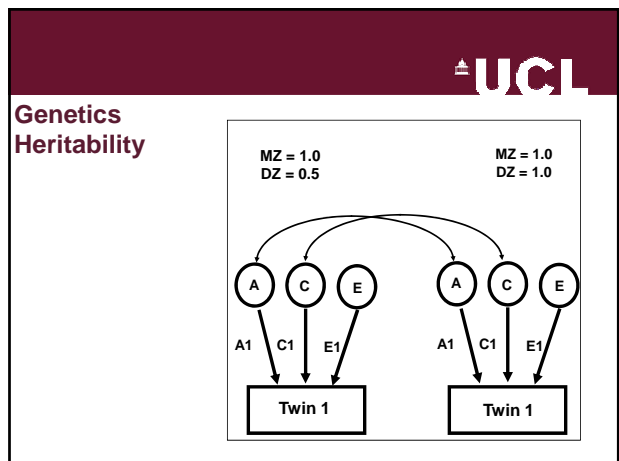 UCL
Genetics
Heritability
MZ = 1.0
DZ = 0.5
MZ = 1.0
DZ = 1.0
A C E A C E
A1 C1 E1 A1 C1 E1
Twin 1 Twin 1